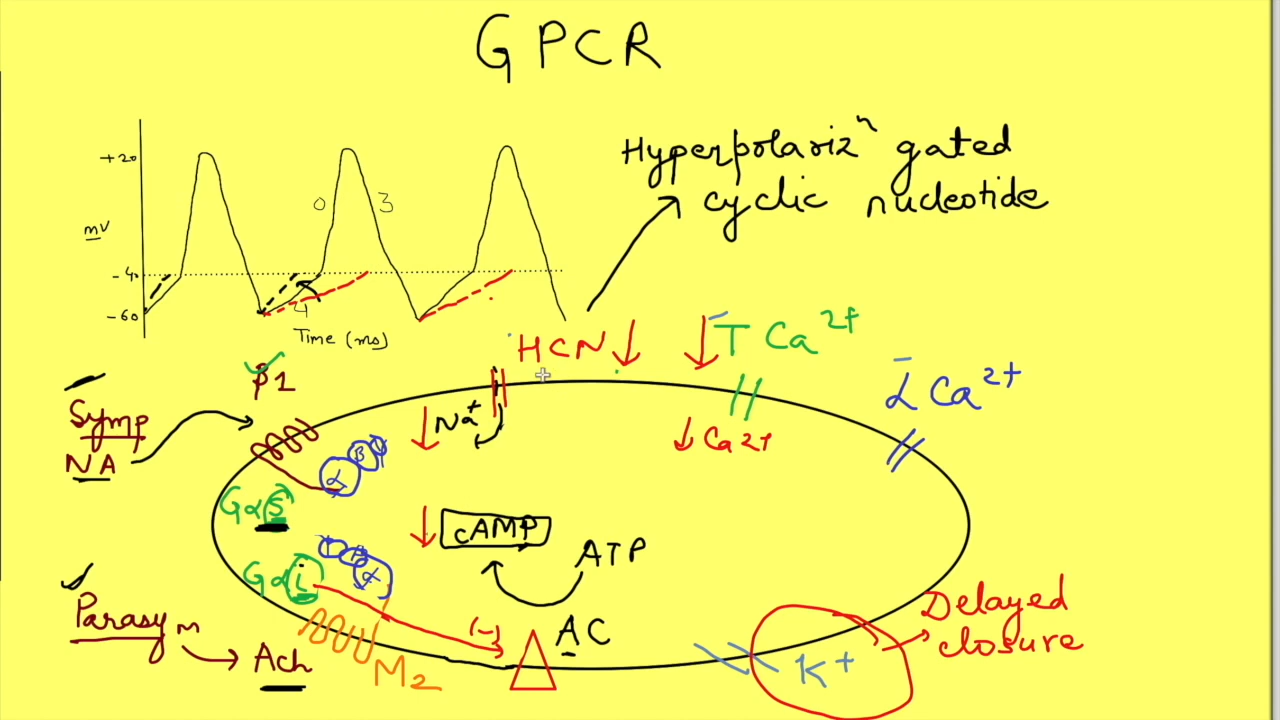 GPCR
+20
mV
-40
-60
0
3
4
Time (ms)
Hyperpolarizⁿ gated
cyclic nucleotide
HCN ↓
↓ T Ca²⁺
L Ca²⁺
β1
Symp
NA
↓ Na⁺
↓ Ca2+
α β γ
Gαs
↓ cAMP
ATP
γ β α
Gαi
Parasym
Ach
M2
(-)
AC
K+
Delayed
closure